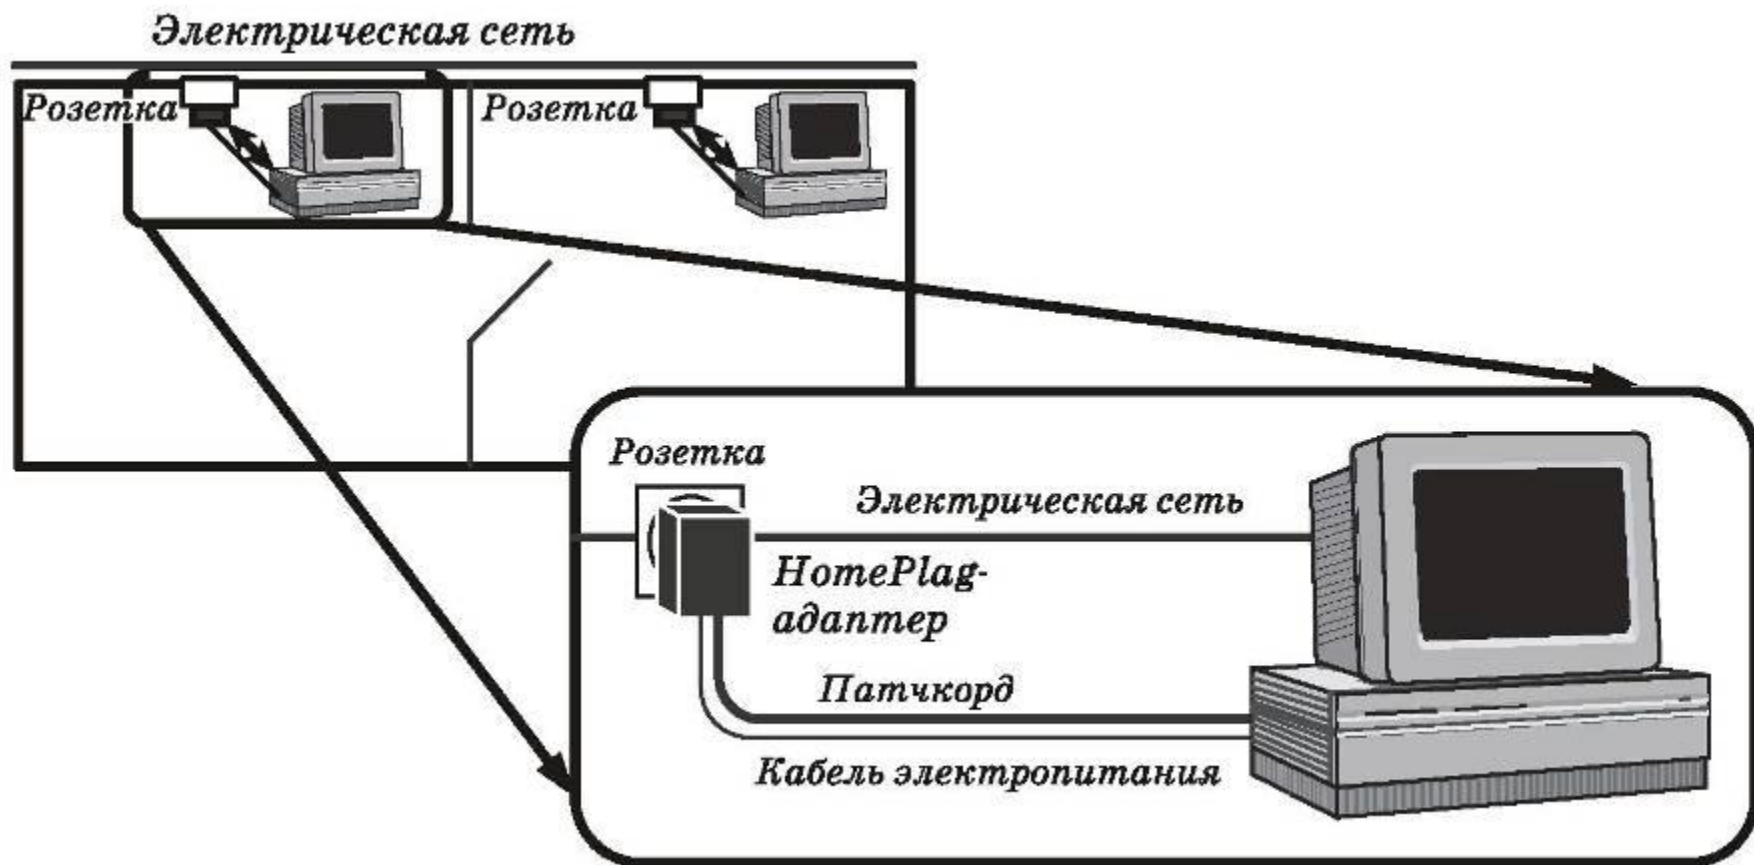 Электрическая сеть
Розетка
Розетка
Розетка
Электрическая сеть
HomePlag-
адаптер
Патчкорд
Кабель электропитания